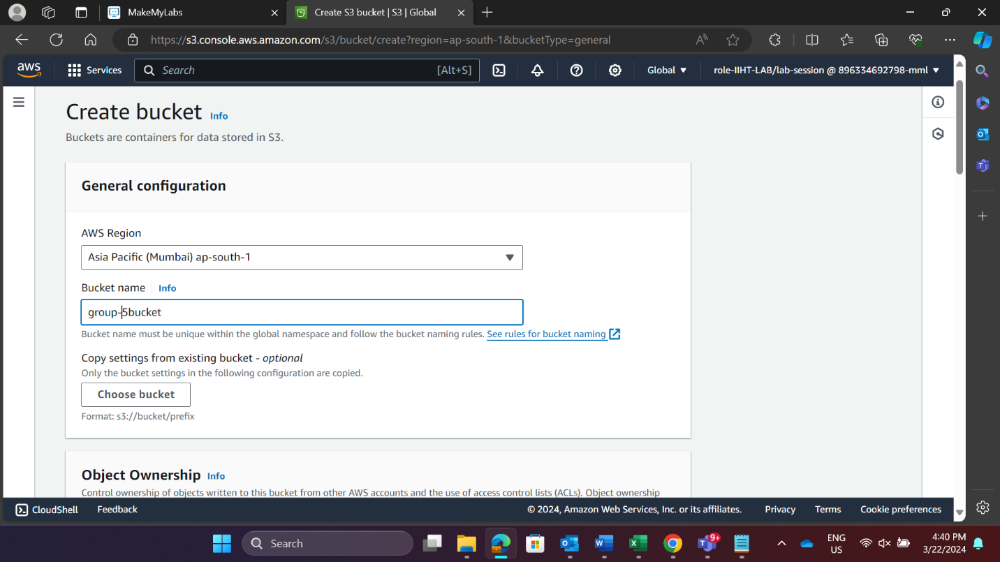 MakeMyLabs
Create S3 bucket | S3 | Global
https://s3.console.aws.amazon.com/s3/bucket/create?region=ap-south-1&bucketType=general
aws
Services
Search
[Alt+S]
Global
role-IIHT-LAB/lab-session @ 896334692798-mml
Create bucket Info
Buckets are containers for data stored in S3.
General configuration
AWS Region
Asia Pacific (Mumbai) ap-south-1
Bucket name Info
group-5bucket
Bucket name must be unique within the global namespace and follow the bucket naming rules. See rules for bucket naming
Copy settings from existing bucket - optional
Only the bucket settings in the following configuration are copied.
Choose bucket
Format: s3://bucket/prefix
Object Ownership Info
Control ownership of objects written to this bucket from other AWS accounts and the use of access control lists (ACLs). Object ownership
CloudShell
Feedback
© 2024, Amazon Web Services, Inc. or its affiliates.
Privacy
Terms
Cookie preferences
Search
9+
ENG
US
4:40 PM
3/22/2024